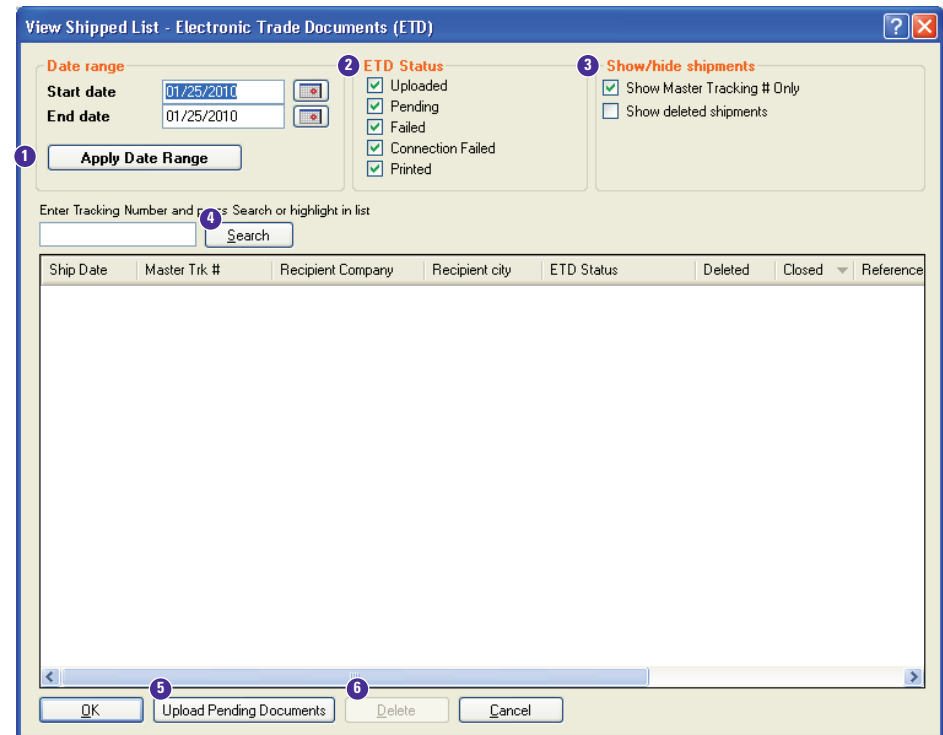 View Shipped List - Electronic Trade Documents (ETD)
Date range
Start date 01/25/2010
End date 01/25/2010
1 Apply Date Range
2 ETD Status
Uploaded
Pending
Failed
Connection Failed
Printed
3 Show/hide shipments
Show Master Tracking # Only
Show deleted shipments
Enter Tracking Number and press Search or highlight in list
4 Search
Ship Date Master Trk # Recipient Company Recipient city ETD Status Deleted Closed Reference
5 6
OK Upload Pending Documents Delete Cancel